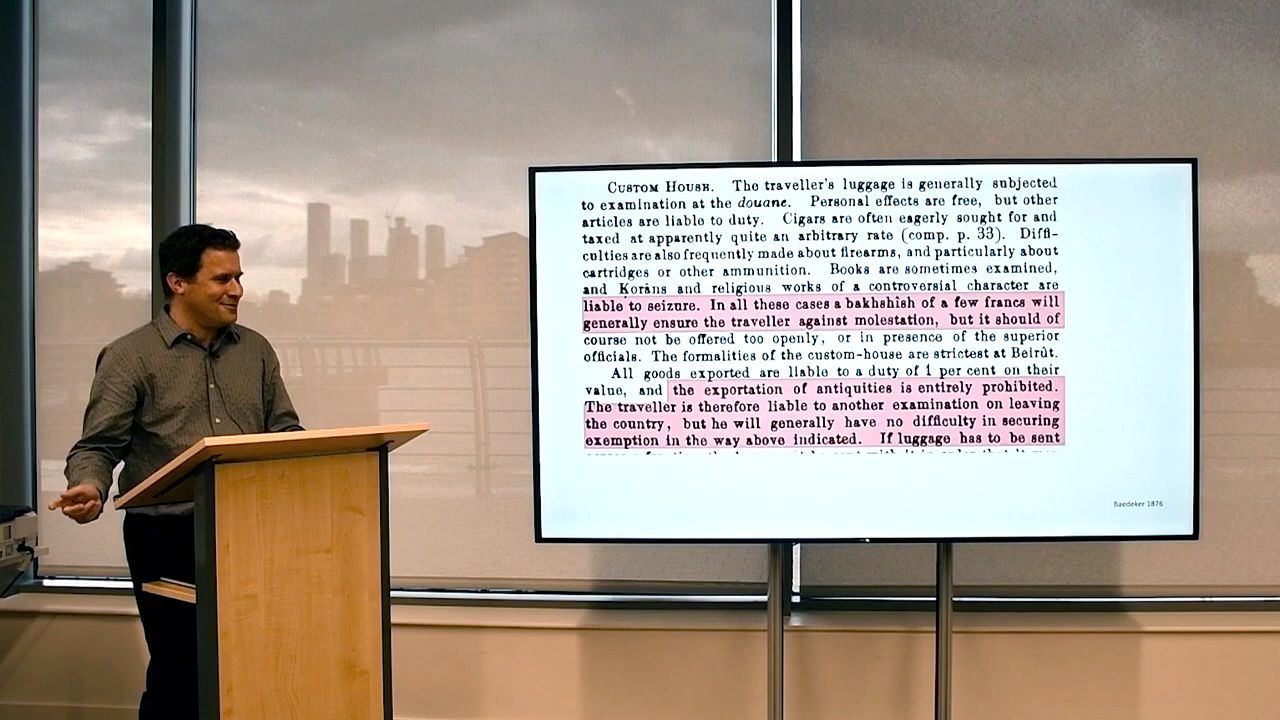 CUSTOM HOUSE. The traveller's luggage is generally subjected
to examination at the douane. Personal effects are free, but other
articles are liable to duty. Cigars are often eagerly sought for and
taxed at apparently quite an arbitrary rate (comp. p. 33). Diffi-
culties are also frequently made about firearms, and particularly about
cartridges or other ammunition. Books are sometimes examined,
and Korâns and religious works of a controversial character are
liable to seizure. In all these cases a bakhshîsh of a few francs will
generally ensure the traveller against molestation, but it should of
course not be offered too openly, or in presence of the superior
officials. The formalities of the custom-house are strictest at Beirût.
All goods exported are liable to a duty of 1 per cent on their
value, and the exportation of antiquities is entirely prohibited.
The traveller is therefore liable to another examination on leaving
the country, but he will generally have no difficulty in securing
exemption in the way above indicated. If luggage has to be sent
Baedeker 1876